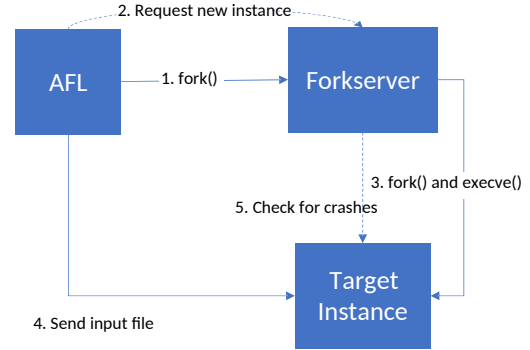 2. Request new instance
AFL
1. fork()
Forkserver
3. fork() and execve()
5. Check for crashes
Target
Instance
4. Send input file